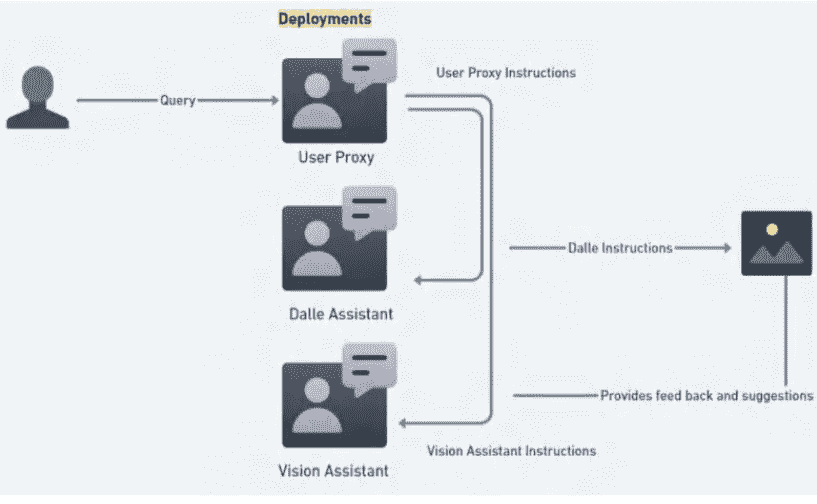 Deployments
User Proxy Instructions
Query
User Proxy
Dalle Instructions
Dalle Assistant
Provides feed back and suggestions
Vision Assistant Instructions
Vision Assistant